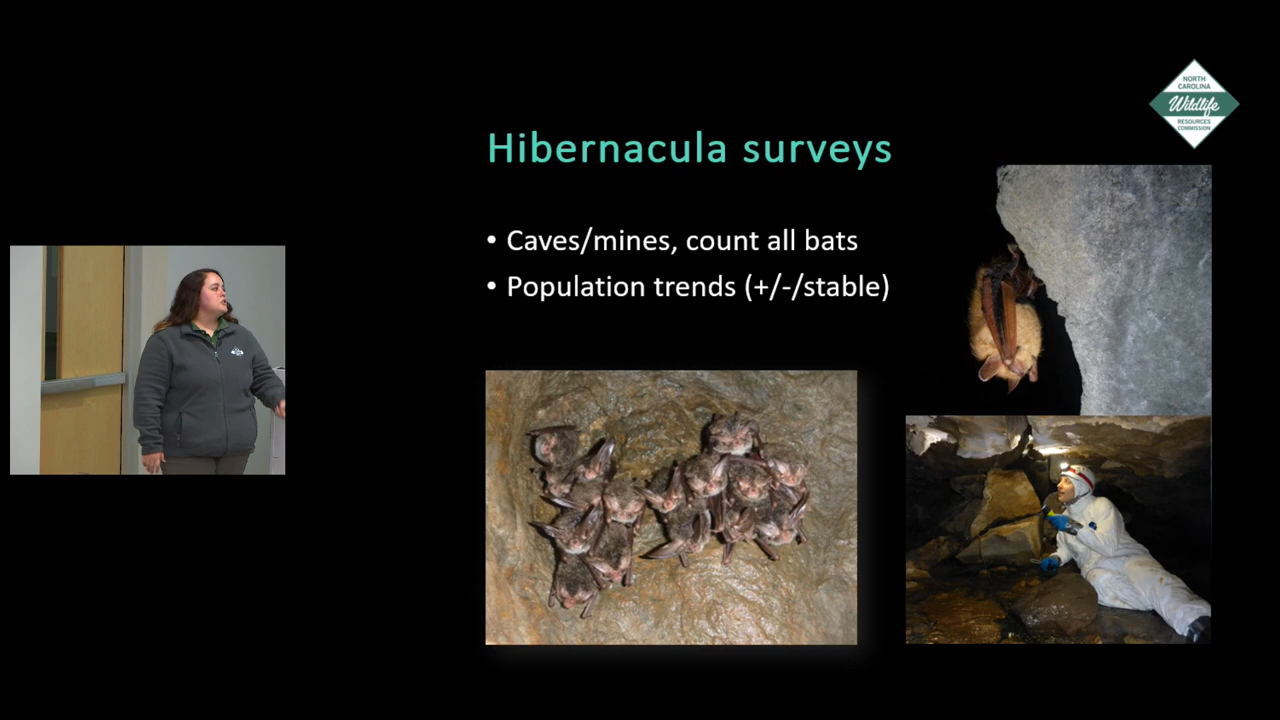 NORTH
CAROLINA
Wildlife
RESOURCES
COMMISSION
Hibernacula surveys
• Caves/mines, count all bats
• Population trends (+/-/stable)